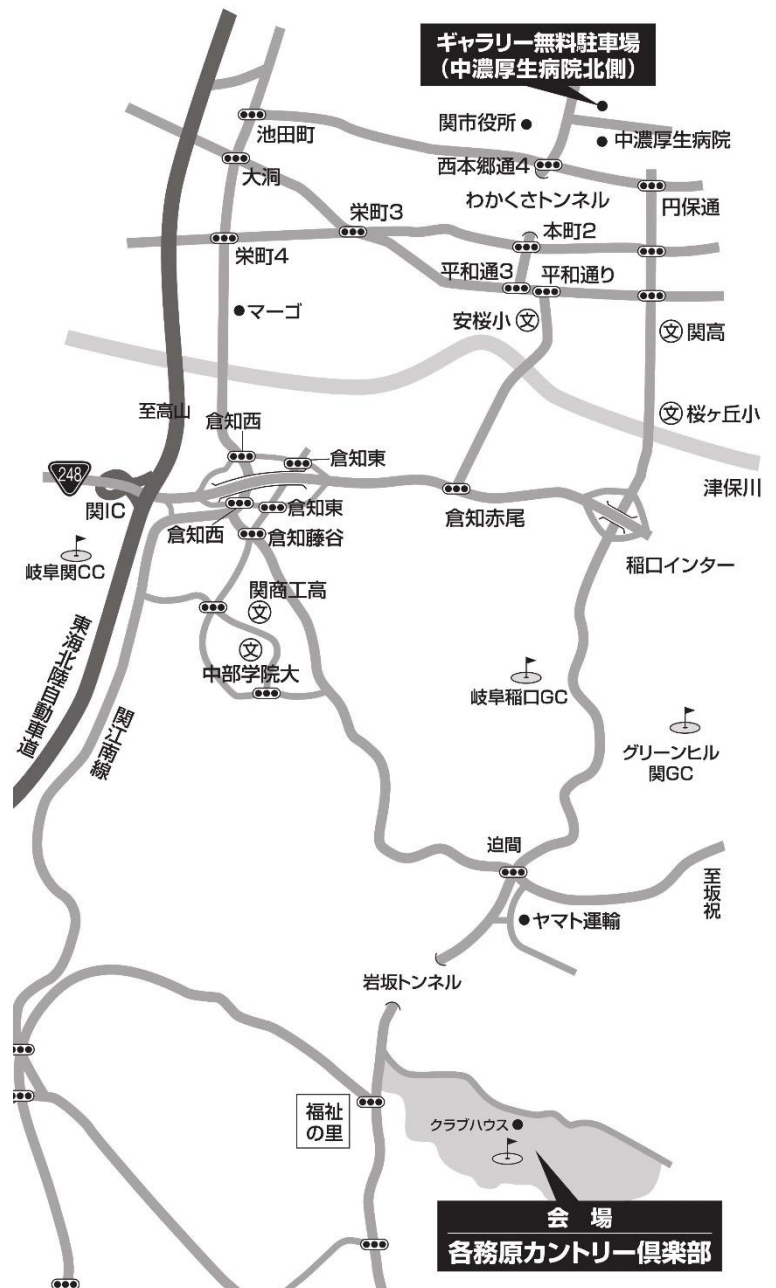 ギャラリー無料駐車場
(中濃厚生病院北側)
池田町
関市役所
中濃厚生病院
大洞
西本郷通4
わかくさトンネル
円保通
栄町3
本町2
栄町4
平和通3
平和通り
マーゴ
安桜小
文
文
関高
至高山
倉知西
文
桜ヶ丘小
倉知東
248
津保川
関IC
倉知東
倉知西
倉知赤尾
倉知藤谷
稲口インター
岐阜関CC
関商工高
文
文
中部学院大
東海北陸自動車道
岐阜稲口GC
関江南線
グリーンヒル
関GC
迫間
至坂祝
ヤマト運輸
岩坂トンネル
福祉
の里
クラブハウス
会場
各務原カントリー倶楽部